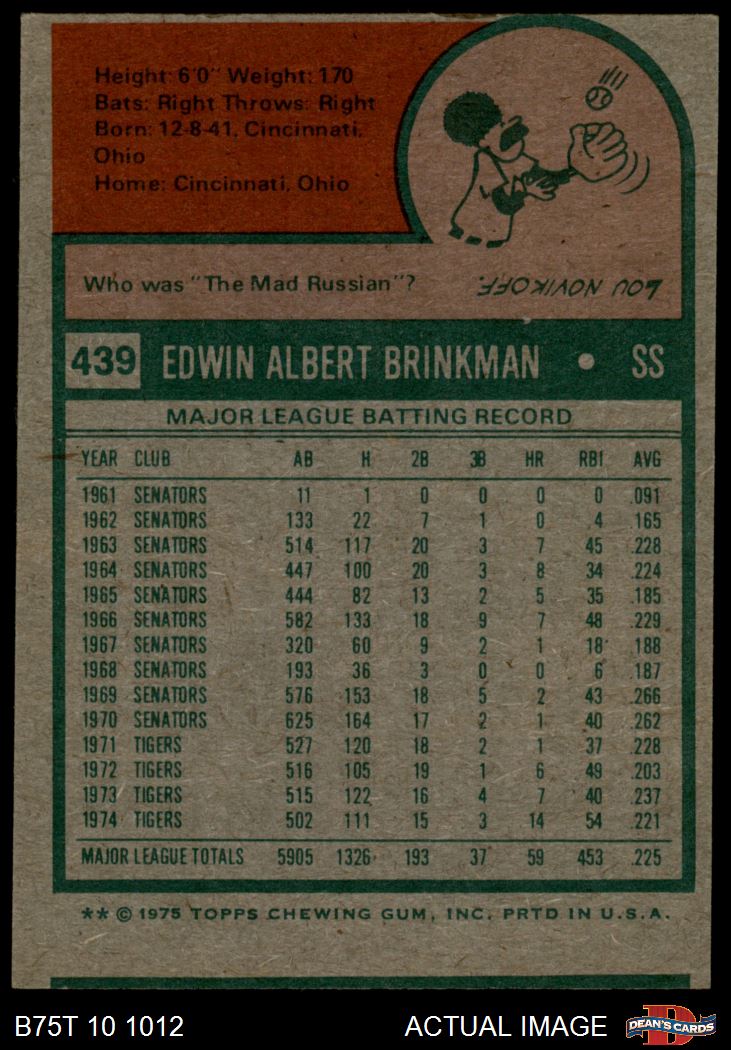 Height: 6'0" Weight: 170
Bats: Right Throws: Right
Born: 12-8-41, Cincinnati,
Ohio
Home: Cincinnati, Ohio
Who was "The Mad Russian"?
LOU NOVIKOFF.
439 EDWIN ALBERT BRINKMAN • SS
MAJOR LEAGUE BATTING RECORD
YEAR CLUB AB H 2B 3B HR RBI AVG
1961 SENATORS 11 1 0 0 0 0 .091
1962 SENATORS 133 22 7 1 0 4 .165
1963 SENATORS 514 117 20 3 7 45 .228
1964 SENATORS 447 100 20 3 8 34 .224
1965 SENATORS 444 82 13 2 5 35 .185
1966 SENATORS 582 133 18 9 7 48 .229
1967 SENATORS 320 60 9 2 1 18 .188
1968 SENATORS 193 36 3 0 0 6 .187
1969 SENATORS 576 153 18 5 2 43 .266
1970 SENATORS 625 164 17 2 1 40 .262
1971 TIGERS 527 120 18 2 1 37 .228
1972 TIGERS 516 105 19 1 6 49 .203
1973 TIGERS 515 122 16 4 7 40 .237
1974 TIGERS 502 111 15 3 14 54 .221
MAJOR LEAGUE TOTALS 5905 1326 193 37 59 453 .225
** © 1975 TOPPS CHEWING GUM, INC. PRTD IN U.S.A.
B75T 10 1012 ACTUAL IMAGE DEAN'S CARDS